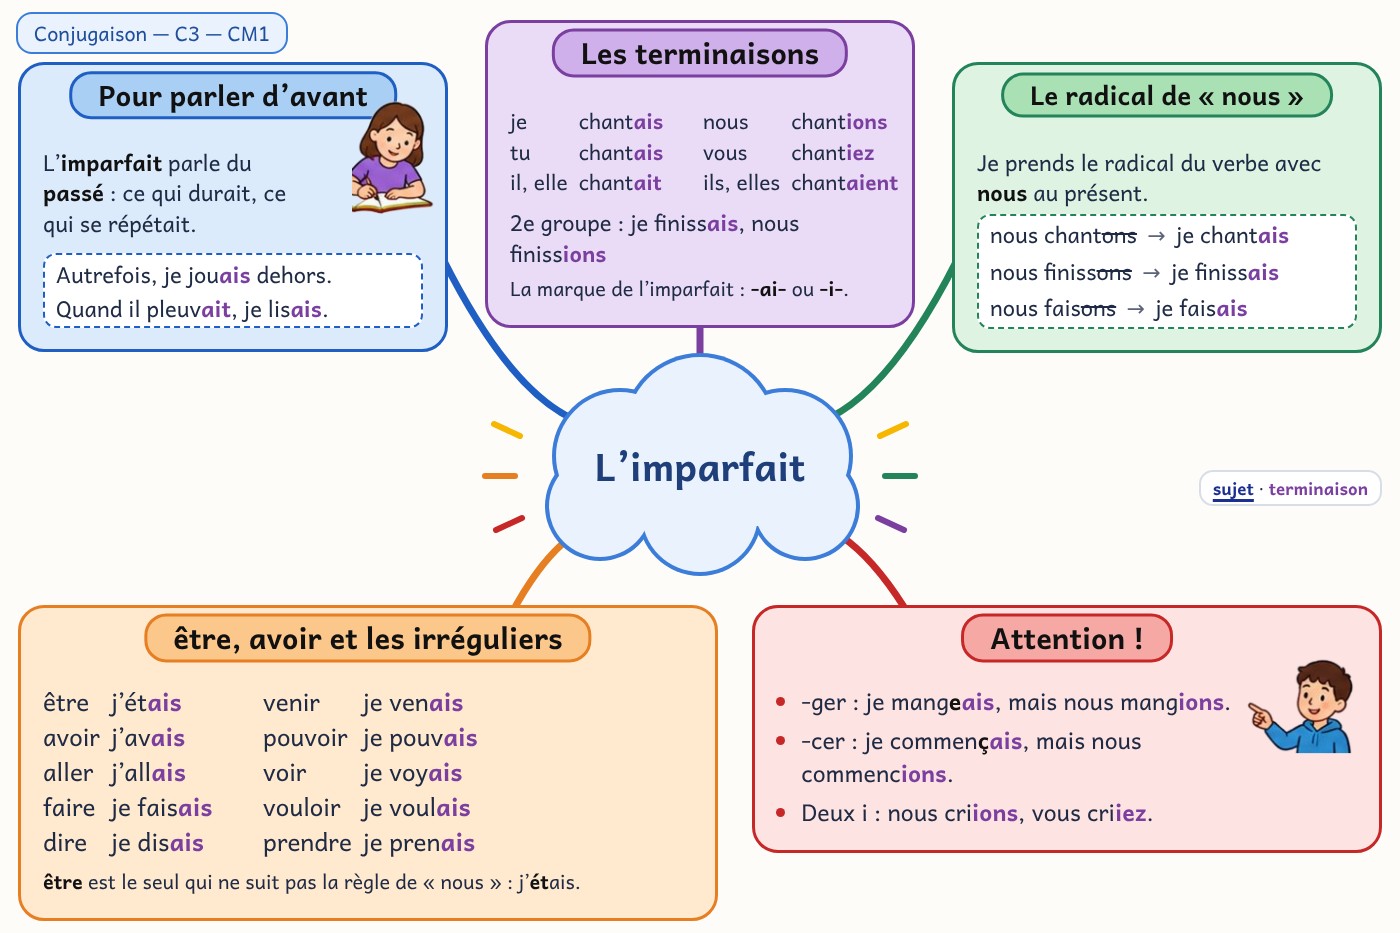 Conjugaison — C3 — CM1
Pour parler d’avant
L’imparfait parle du
passé : ce qui durait, ce
qui se répétait.
Autrefois, je jouais dehors.
Quand il pleuvait, je lisais.
Les terminaisons
je chantais nous chantions
tu chantais vous chantiez
il, elle chantait ils, elles chantaient
2e groupe : je finissais, nous
finissions
La marque de l’imparfait : -ai- ou -i-.
Le radical de « nous »
Je prends le radical du verbe avec
nous au présent.
nous chantons → je chantais
nous finissons → je finissais
nous faisons → je faisais
L’imparfait
sujet · terminaison
être, avoir et les irréguliers
être j’étais venir je venais
avoir j’avais pouvoir je pouvais
aller j’allais voir je voyais
faire je faisais vouloir je voulais
dire je disais prendre je prenais
être est le seul qui ne suit pas la règle de « nous » : j’étais.
Attention !
• -ger : je mangeais, mais nous mangions.
• -cer : je commençais, mais nous
commencions.
• Deux i : nous criions, vous criiez.